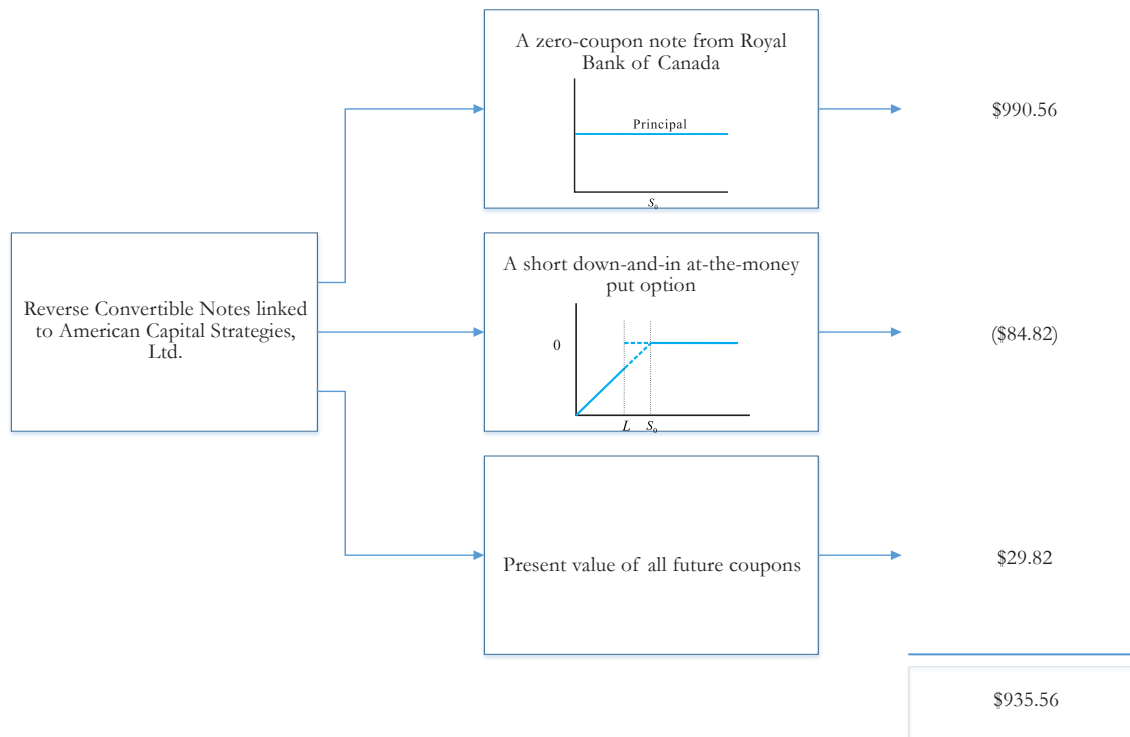 A zero-coupon note from Royal
Bank of Canada
Principal
S₀
$990.56
Reverse Convertible Notes linked
to American Capital Strategies,
Ltd.
A short down-and-in at-the-money
put option
0
L S₀
($84.82)
Present value of all future coupons
$29.82
$935.56